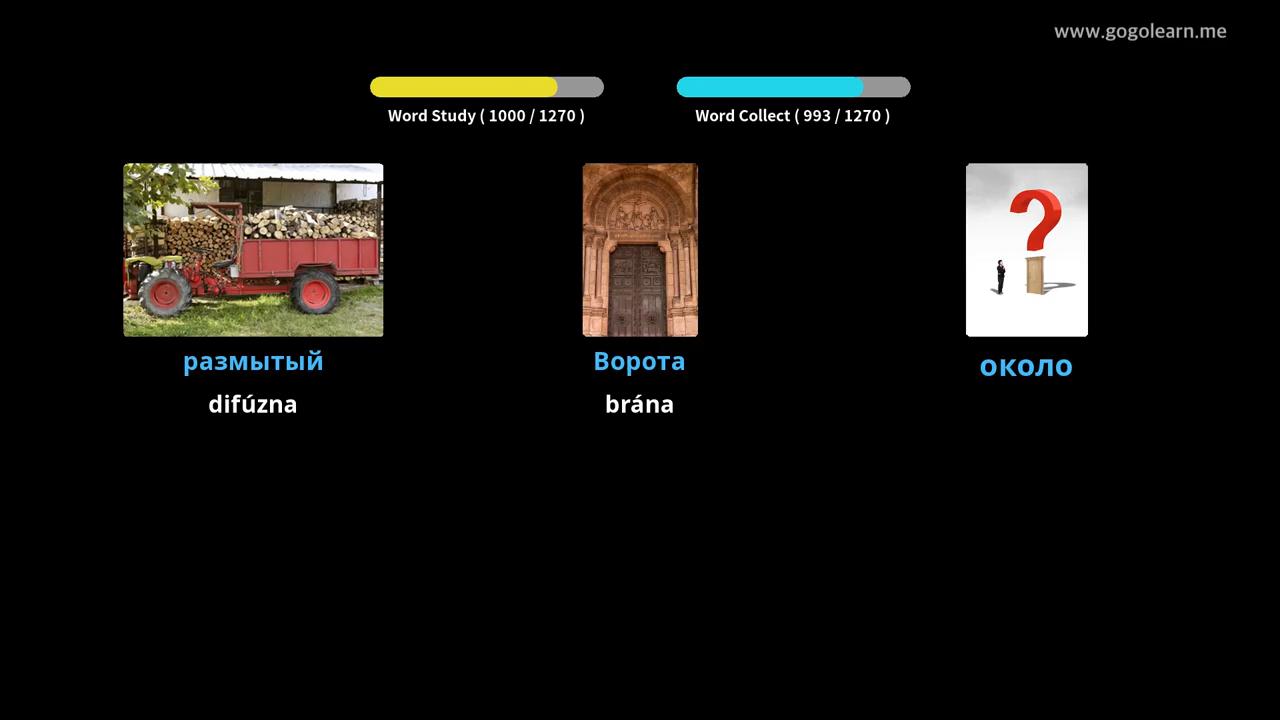 www.gogolearn.me
Word Study ( 1000 / 1270 )
Word Collect ( 993 / 1270 )
размытый
difúzna
Ворота
brána
около